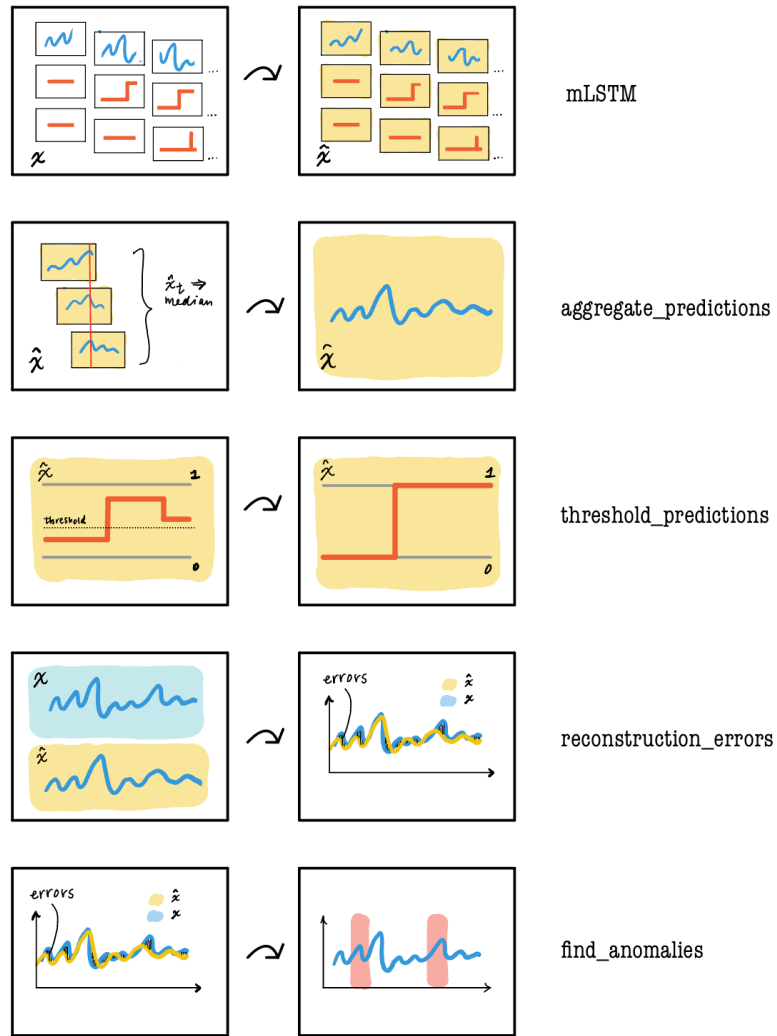 ...
...
...
...
...
...
x
x̂
mLSTM
x̂ₜ ⇒
median
x̂
x̂
aggregate_predictions
x̂
1
threshold
0
x̂
1
0
threshold_predictions
x
x̂
errors
x̂
x
reconstruction_errors
errors
x̂
x
find_anomalies